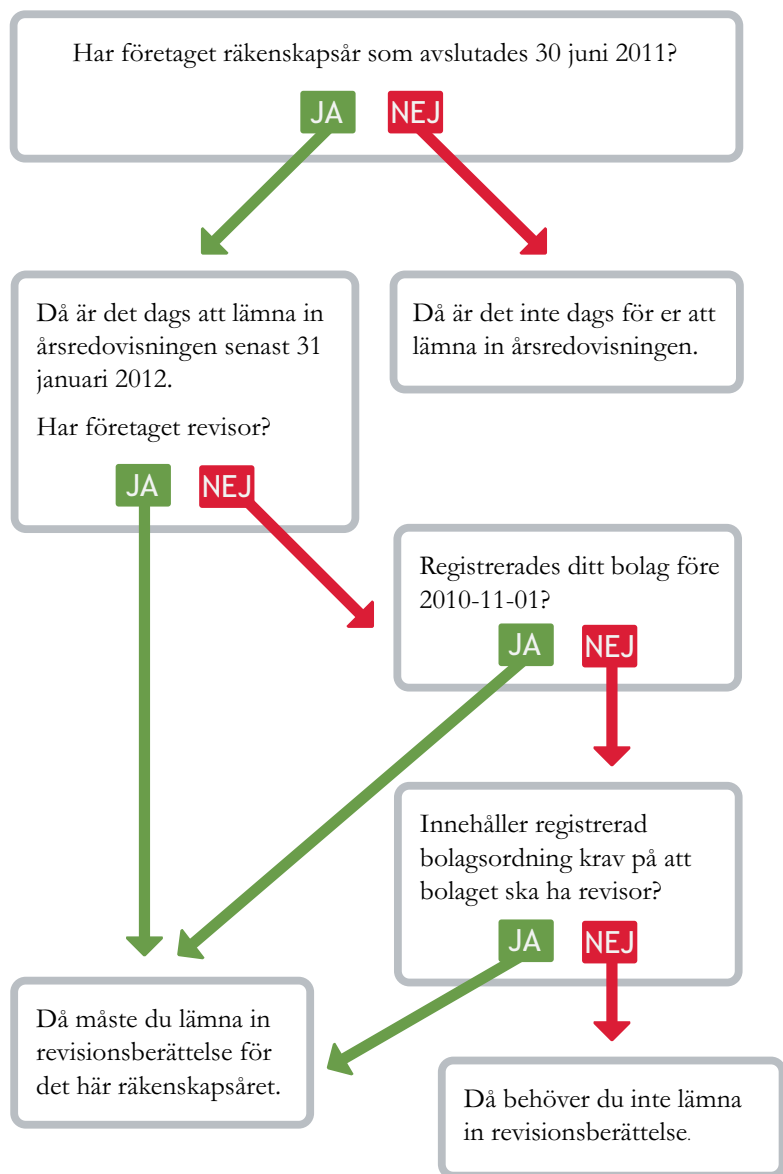 Har företaget räkenskapsår som avslutades 30 juni 2011?
JA NEJ
Då är det dags att lämna in
årsredovisningen senast 31
januari 2012.
Har företaget revisor?
JA NEJ
Då är det inte dags för er att
lämna in årsredovisningen.
Registrerades ditt bolag före
2010-11-01?
JA NEJ
Innehåller registrerad
bolagsordning krav på att
bolaget ska ha revisor?
JA NEJ
Då måste du lämna in
revisionsberättelse för
det här räkenskapsåret.
Då behöver du inte lämna
in revisionsberättelse.